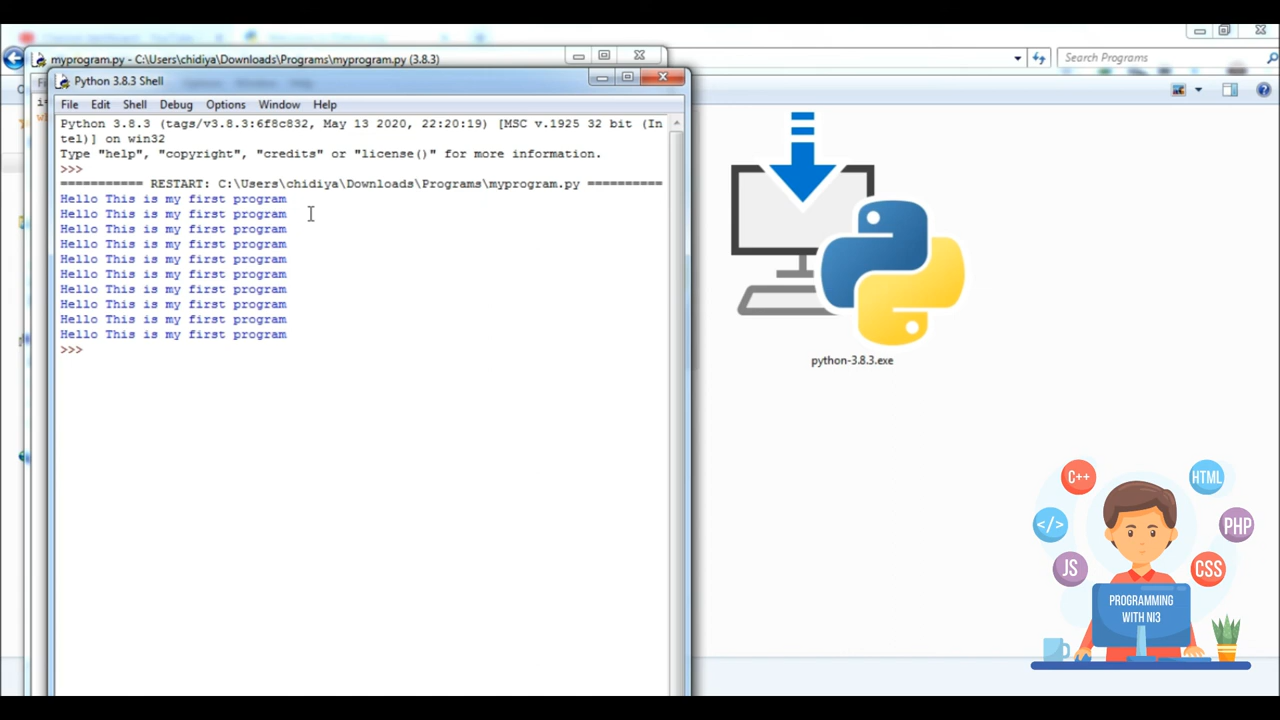 myprogram.py - C:\Users\chidiya\Downloads\Programs\myprogram.py (3.8.3)
Search Programs
Python 3.8.3 Shell
File Edit Shell Debug Options Window Help
Python 3.8.3 (tags/v3.8.3:6f8c832, May 13 2020, 22:20:19) [MSC v.1925 32 bit (In
tel)] on win32
Type "help", "copyright", "credits" or "license()" for more information.
>>>
=========== RESTART: C:\Users\chidiya\Downloads\Programs\myprogram.py ==========
Hello This is my first program
Hello This is my first program
Hello This is my first program
Hello This is my first program
Hello This is my first program
Hello This is my first program
Hello This is my first program
Hello This is my first program
Hello This is my first program
Hello This is my first program
>>>
python-3.8.3.exe
C++
HTML
</>
PHP
JS
CSS
PROGRAMMING
WITH NI3